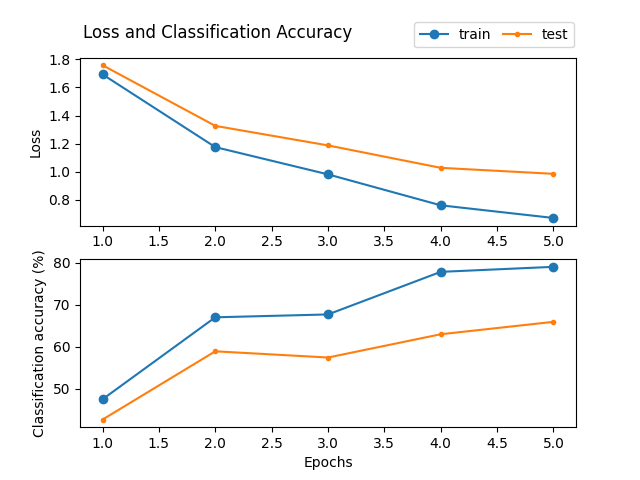 Loss and Classification Accuracy
train test
1.8
1.6
1.4
1.2
1.0
0.8
Loss
1.0 1.5 2.0 2.5 3.0 3.5 4.0 4.5 5.0
80
70
60
50
Classification accuracy (%)
1.0 1.5 2.0 2.5 3.0 3.5 4.0 4.5 5.0
Epochs